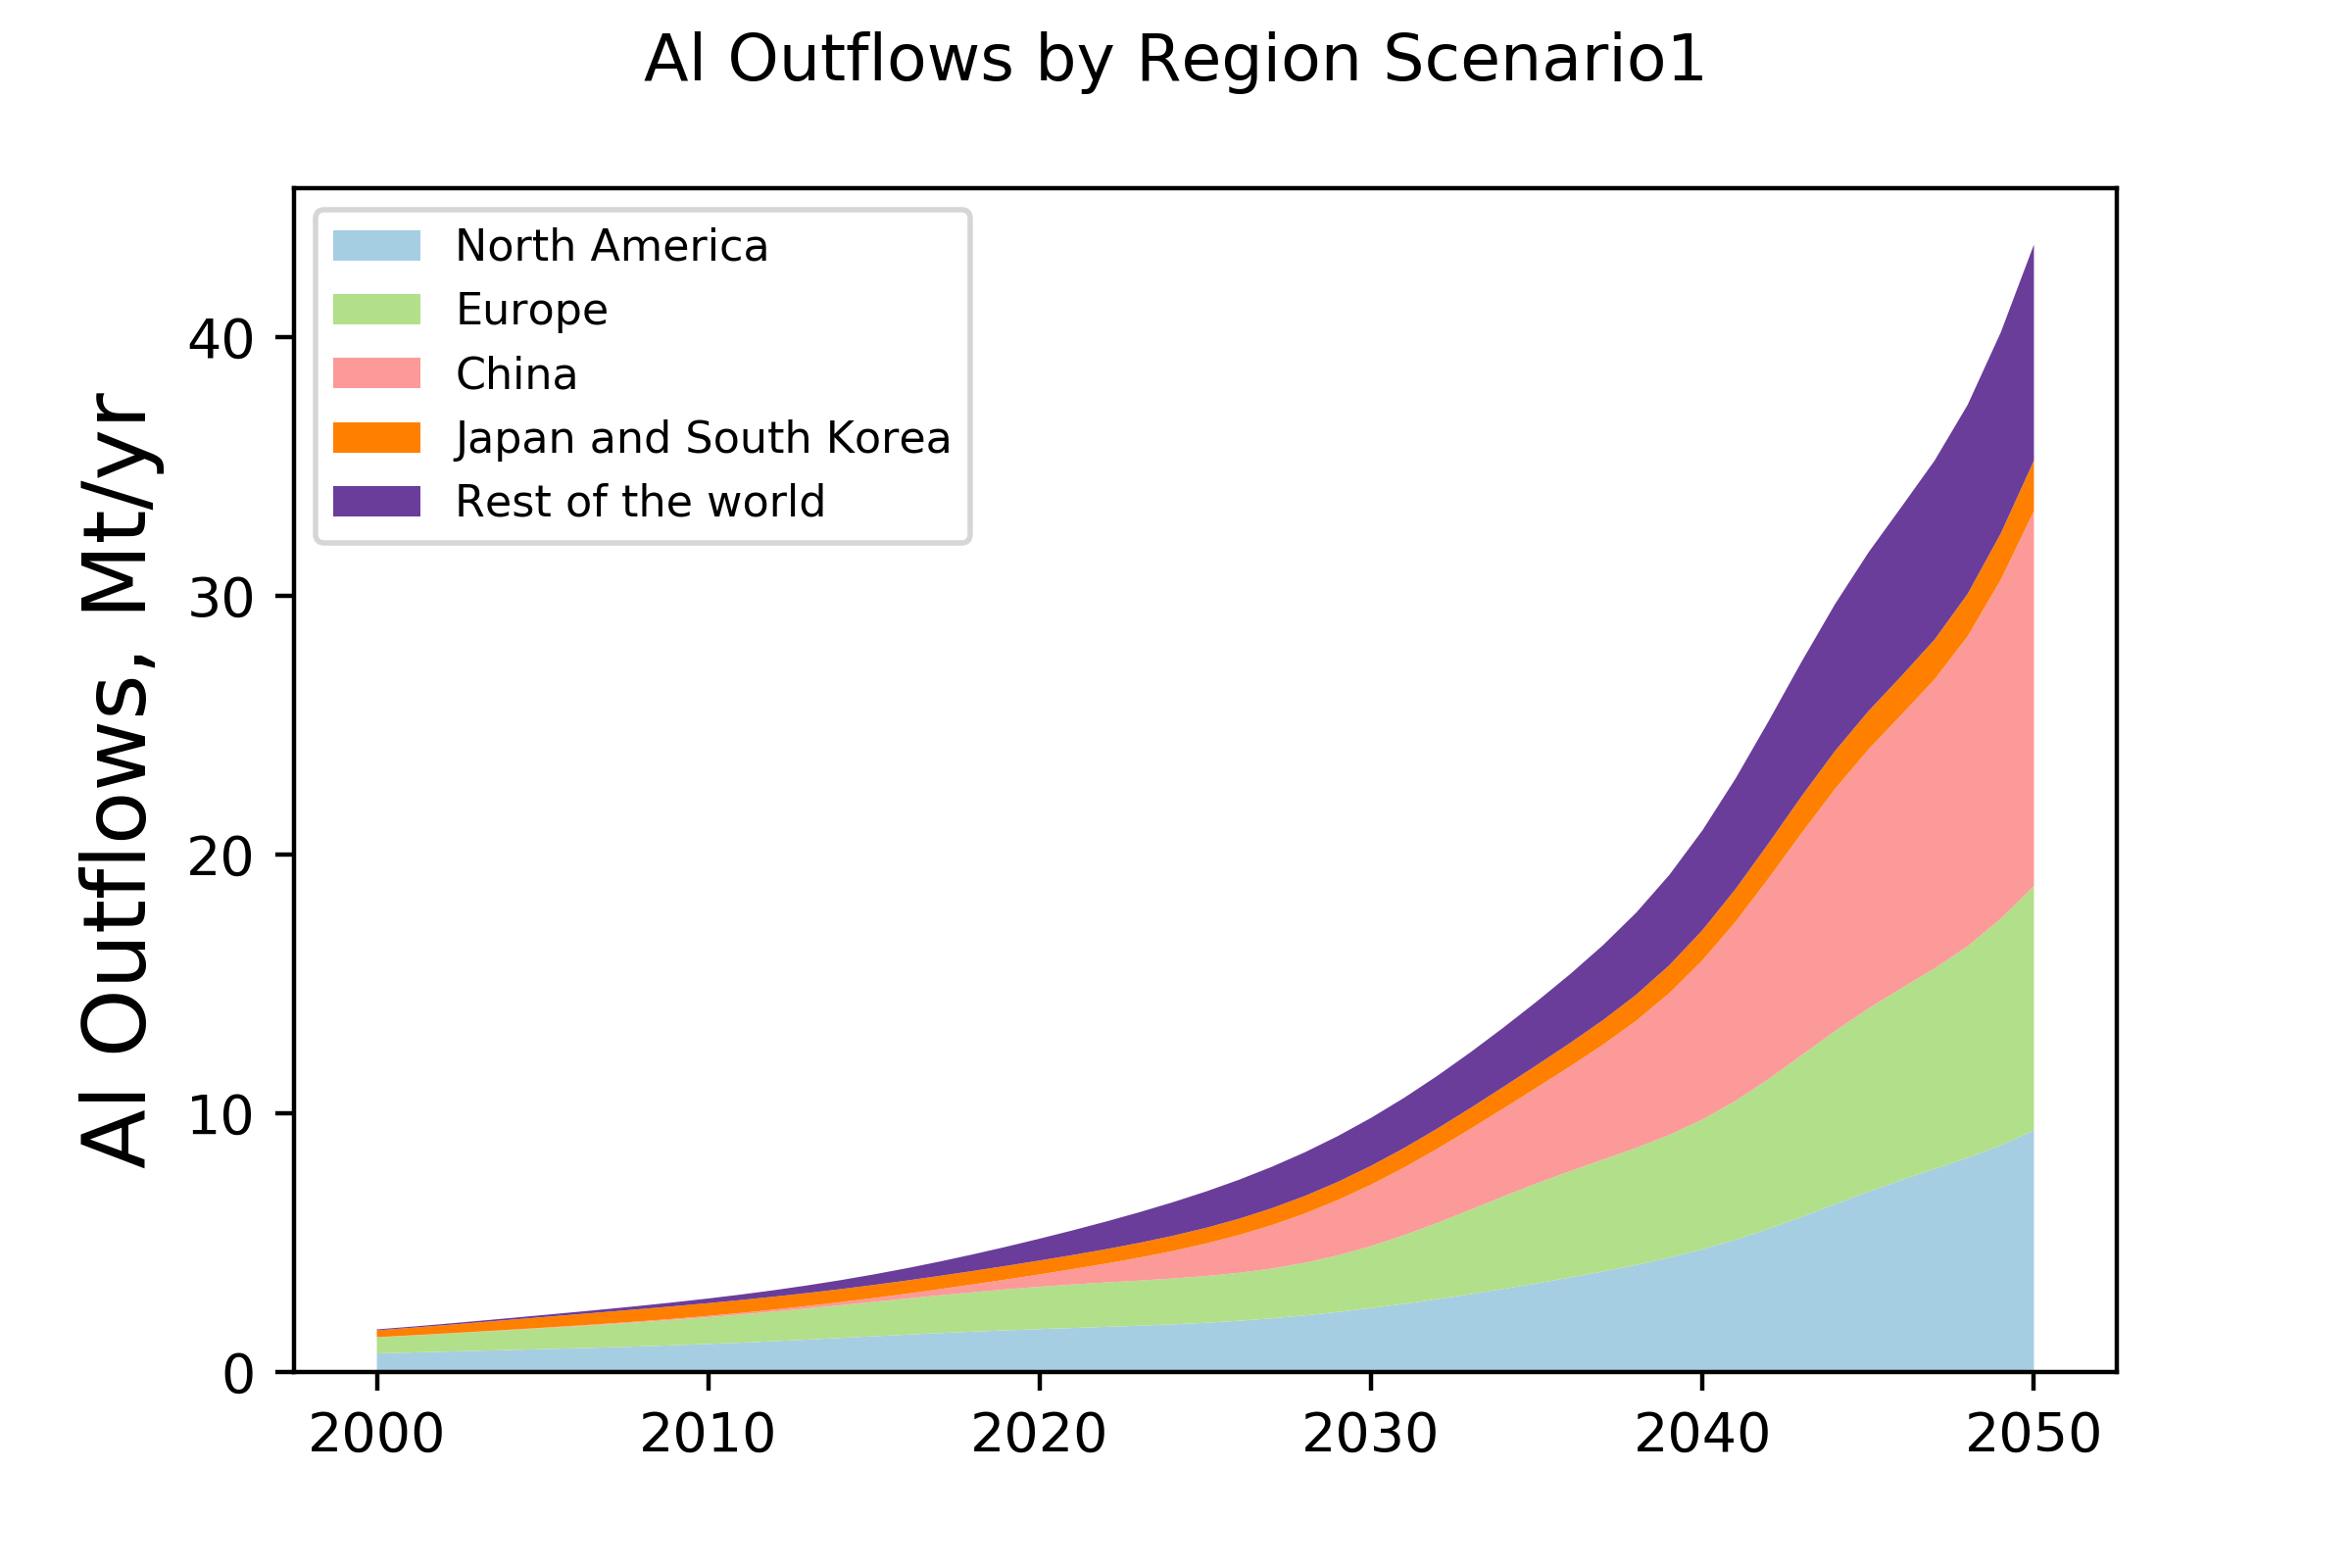 Al Outflows by Region Scenario1
Al Outflows, Mt/yr
North America
Europe
China
Japan and South Korea
Rest of the world
40
30
20
10
0
2000 2010 2020 2030 2040 2050